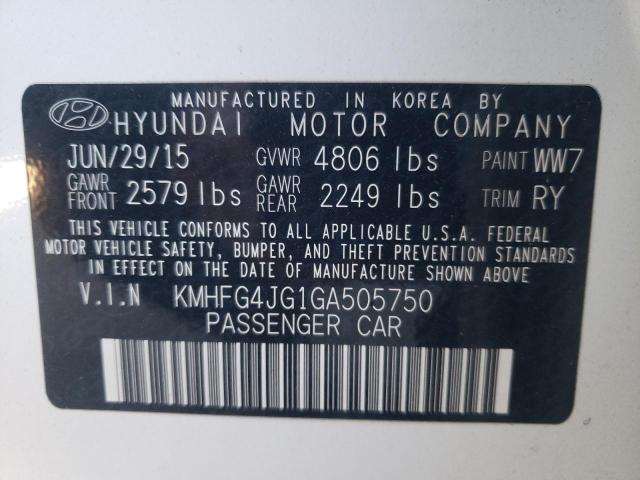 MANUFACTURED IN KOREA BY
HYUNDAI MOTOR COMPANY
JUN/29/15 GVWR 4806 lbs PAINT WW7
GAWR FRONT 2579 lbs GAWR REAR 2249 lbs TRIM RY
THIS VEHICLE CONFORMS TO ALL APPLICABLE U.S.A. FEDERAL
MOTOR VEHICLE SAFETY, BUMPER, AND THEFT PREVENTION STANDARDS
IN EFFECT ON THE DATE OF MANUFACTURE SHOWN ABOVE
V.I.N KMHFG4JG1GA505750
PASSENGER CAR